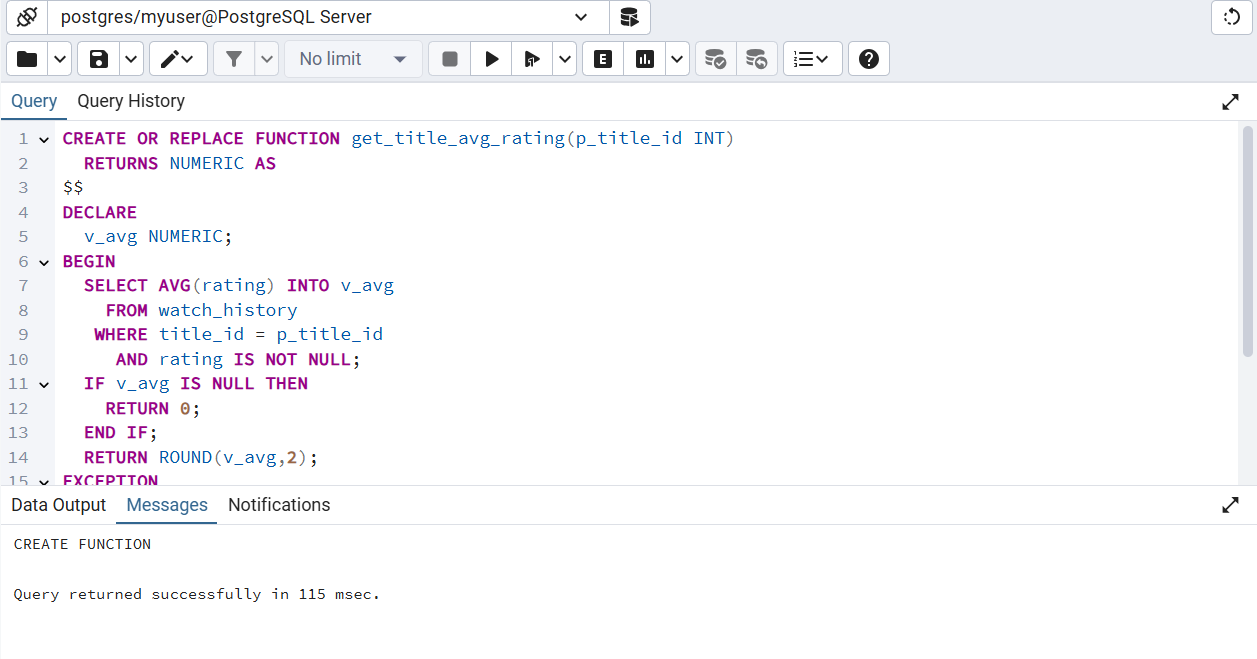 postgres/myuser@PostgreSQL Server
No limit
E
Query Query History
1 CREATE OR REPLACE FUNCTION get_title_avg_rating(p_title_id INT)
2 RETURNS NUMERIC AS
3 $$
4 DECLARE
5 v_avg NUMERIC;
6 BEGIN
7 SELECT AVG(rating) INTO v_avg
8 FROM watch_history
9 WHERE title_id = p_title_id
10 AND rating IS NOT NULL;
11 IF v_avg IS NULL THEN
12 RETURN 0;
13 END IF;
14 RETURN ROUND(v_avg,2);
15 EXCEPTION
Data Output Messages Notifications
CREATE FUNCTION
Query returned successfully in 115 msec.